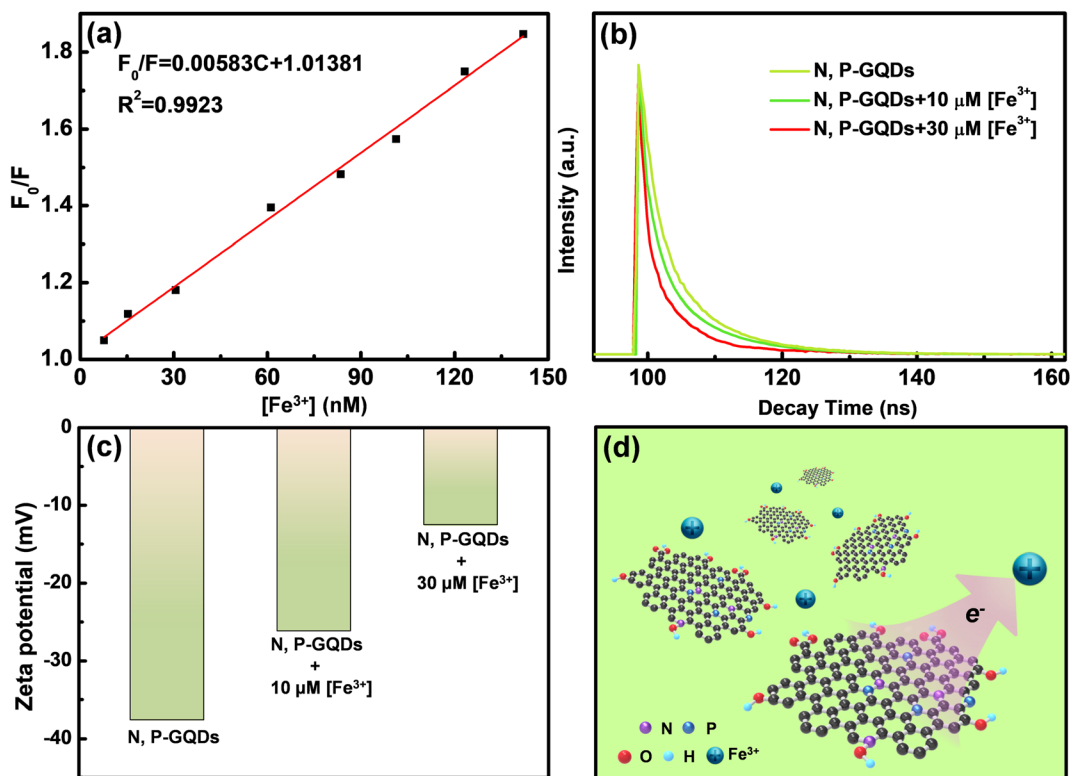 (a)
F₀/F=0.00583C+1.01381
R²=0.9923
F₀/F
1.8
1.6
1.4
1.2
1.0
0 30 60 90 120 150
[Fe³⁺] (nM)
(b)
N, P-GQDs
N, P-GQDs+10 μM [Fe³⁺]
N, P-GQDs+30 μM [Fe³⁺]
Intensity (a.u.)
100 120 140 160
Decay Time (ns)
(c)
Zeta potential (mV)
0
-10
-20
-30
-40
N, P-GQDs
N, P-GQDs
+
10 μM [Fe³⁺]
N, P-GQDs
+
30 μM [Fe³⁺]
(d)
e⁻
N P
O H Fe³⁺